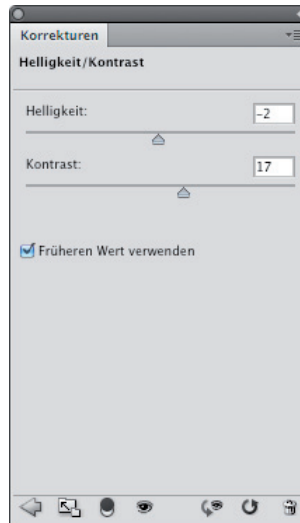 Korrekturen
Helligkeit/Kontrast
Helligkeit: -2
Kontrast: 17
Früheren Wert verwenden